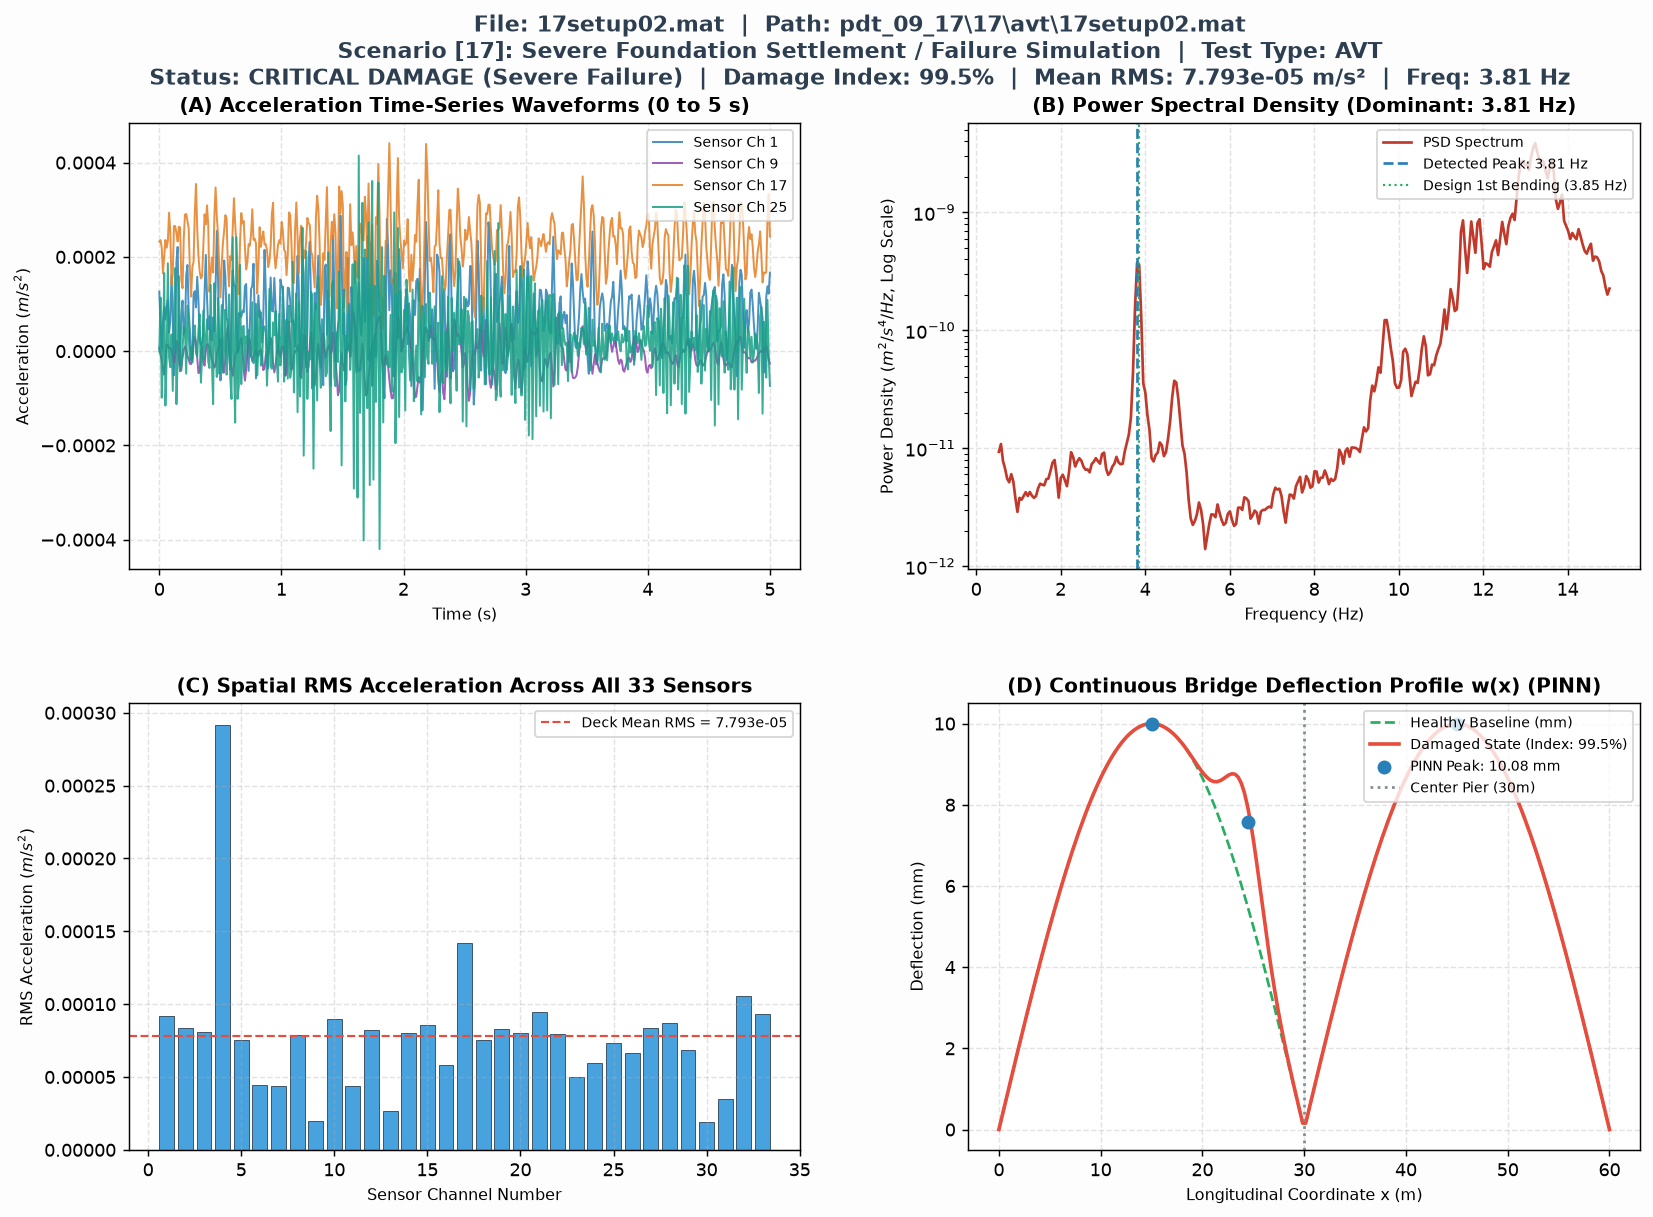 File: 17setup02.mat | Path: pdt_09_17\17\avt\17setup02.mat
Scenario [17]: Severe Foundation Settlement / Failure Simulation | Test Type: AVT
Status: CRITICAL DAMAGE (Severe Failure) | Damage Index: 99.5% | Mean RMS: 7.793e-05 m/s² | Freq: 3.81 Hz
(A) Acceleration Time-Series Waveforms (0 to 5 s)
Sensor Ch 1
Sensor Ch 9
Sensor Ch 17
Sensor Ch 25
0.0004
0.0002
0.0000
−0.0002
−0.0004
Acceleration (m/s²)
0 1 2 3 4 5
Time (s)
(B) Power Spectral Density (Dominant: 3.81 Hz)
PSD Spectrum
Detected Peak: 3.81 Hz
Design 1st Bending (3.85 Hz)
10⁻⁹
10⁻¹⁰
10⁻¹¹
10⁻¹²
Power Density (m²/s⁴/Hz, Log Scale)
0 2 4 6 8 10 12 14
Frequency (Hz)
(C) Spatial RMS Acceleration Across All 33 Sensors
Deck Mean RMS = 7.793e-05
0.00030
0.00025
0.00020
0.00015
0.00010
0.00005
0.00000
RMS Acceleration (m/s²)
0 5 10 15 20 25 30 35
Sensor Channel Number
(D) Continuous Bridge Deflection Profile w(x) (PINN)
Healthy Baseline (mm)
Damaged State (Index: 99.5%)
PINN Peak: 10.08 mm
Center Pier (30m)
10
8
6
4
2
0
Deflection (mm)
0 10 20 30 40 50 60
Longitudinal Coordinate x (m)